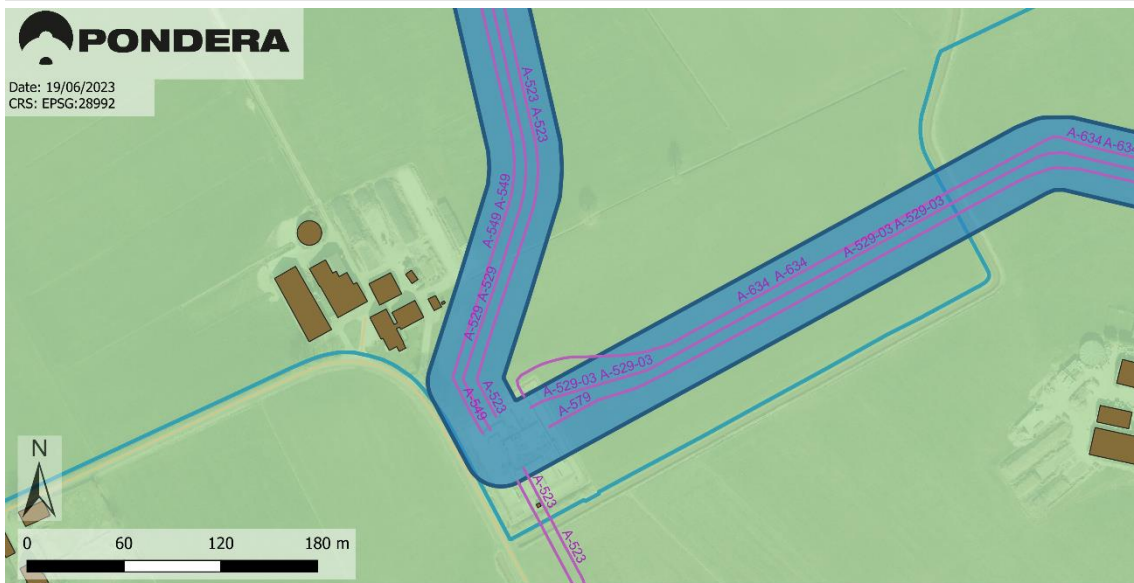 PONDERA
Date: 19/06/2023
CRS: EPSG:28992
A-523 A-523
A-634 A-634
A-549 A-549
A-529-03 A-529-03
A-634 A-634
A-529 A-529
A-529-03 A-529-03
A-523
A-549
A-579
A-523
A-523
N
0 60 120 180 m